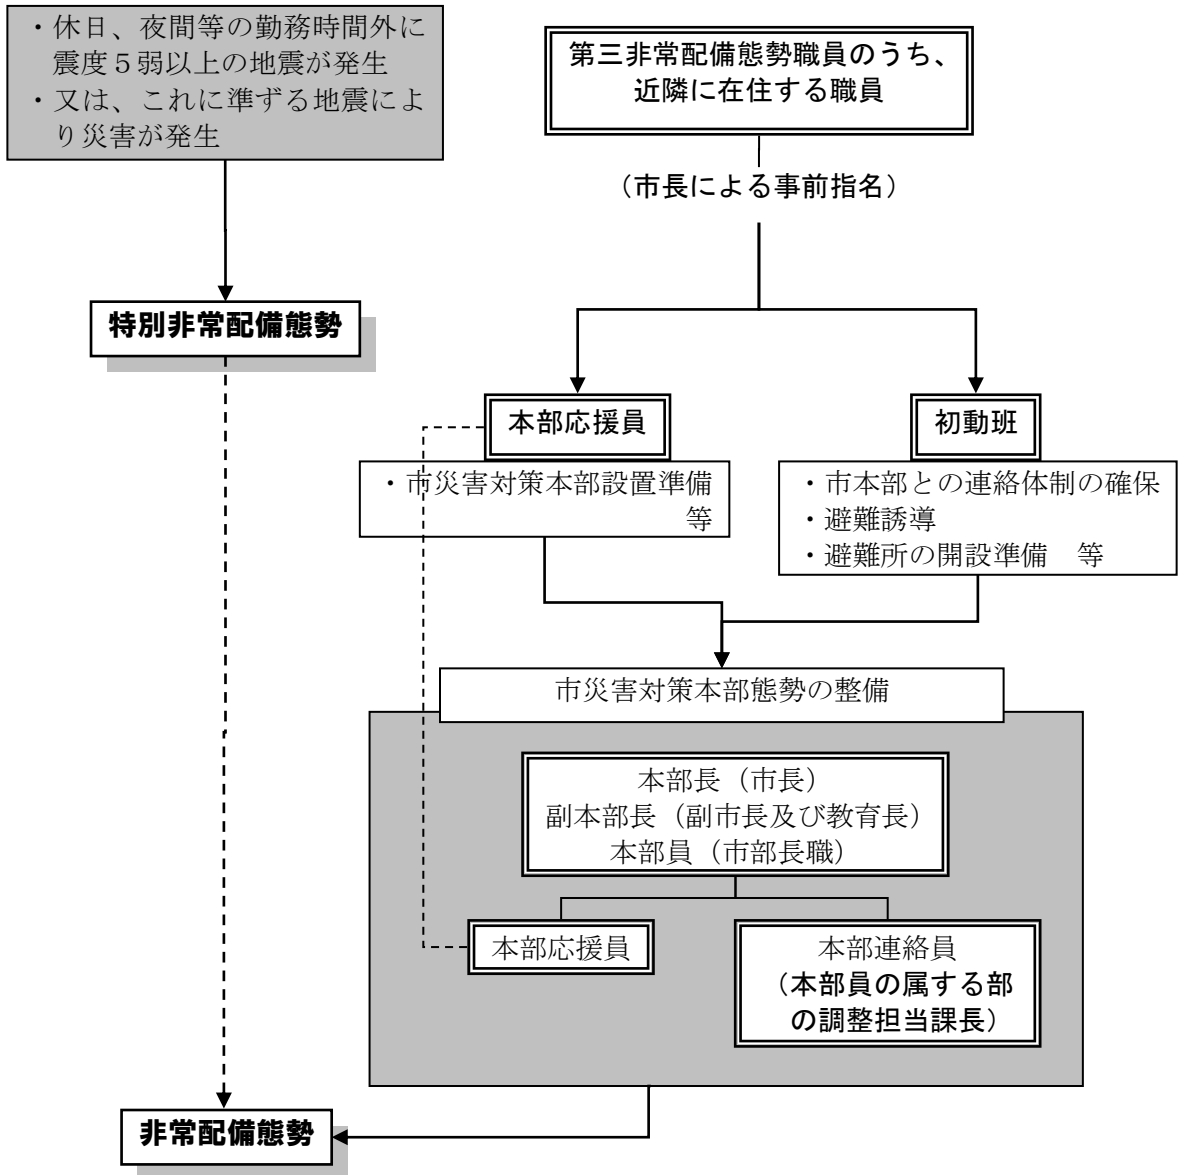 ・休日、夜間等の勤務時間外に
震度５弱以上の地震が発生
・又は、これに準ずる地震によ
り災害が発生
第三非常配備態勢職員のうち、
近隣に在住する職員
（市長による事前指名）
特別非常配備態勢
本部応援員
・市災害対策本部設置準備
等
初動班
・市本部との連絡体制の確保
・避難誘導
・避難所の開設準備　等
市災害対策本部態勢の整備
本部長（市長）
副本部長（副市長及び教育長）
本部員（市部長職）
本部応援員
本部連絡員
（本部員の属する部
の調整担当課長）
非常配備態勢